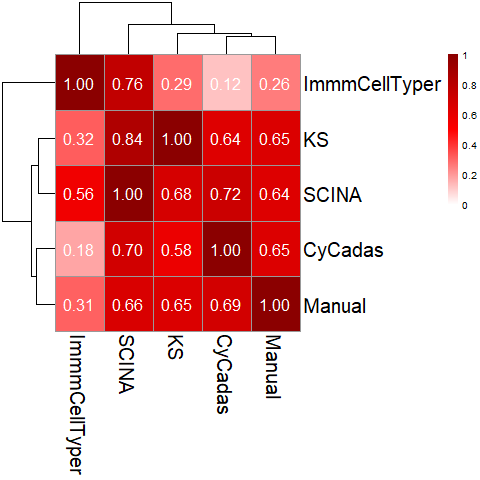 1
1.00 0.76 0.29 0.12 0.26 ImmmCellTyper
0.8
0.32 0.84 1.00 0.64 0.65 KS
0.6
0.4
0.56 1.00 0.68 0.72 0.64 SCINA
0.2
0
0.18 0.70 0.58 1.00 0.65 CyCadas
0.31 0.66 0.65 0.69 1.00 Manual
ImmmCellTyper
SCINA
KS
CyCadas
Manual